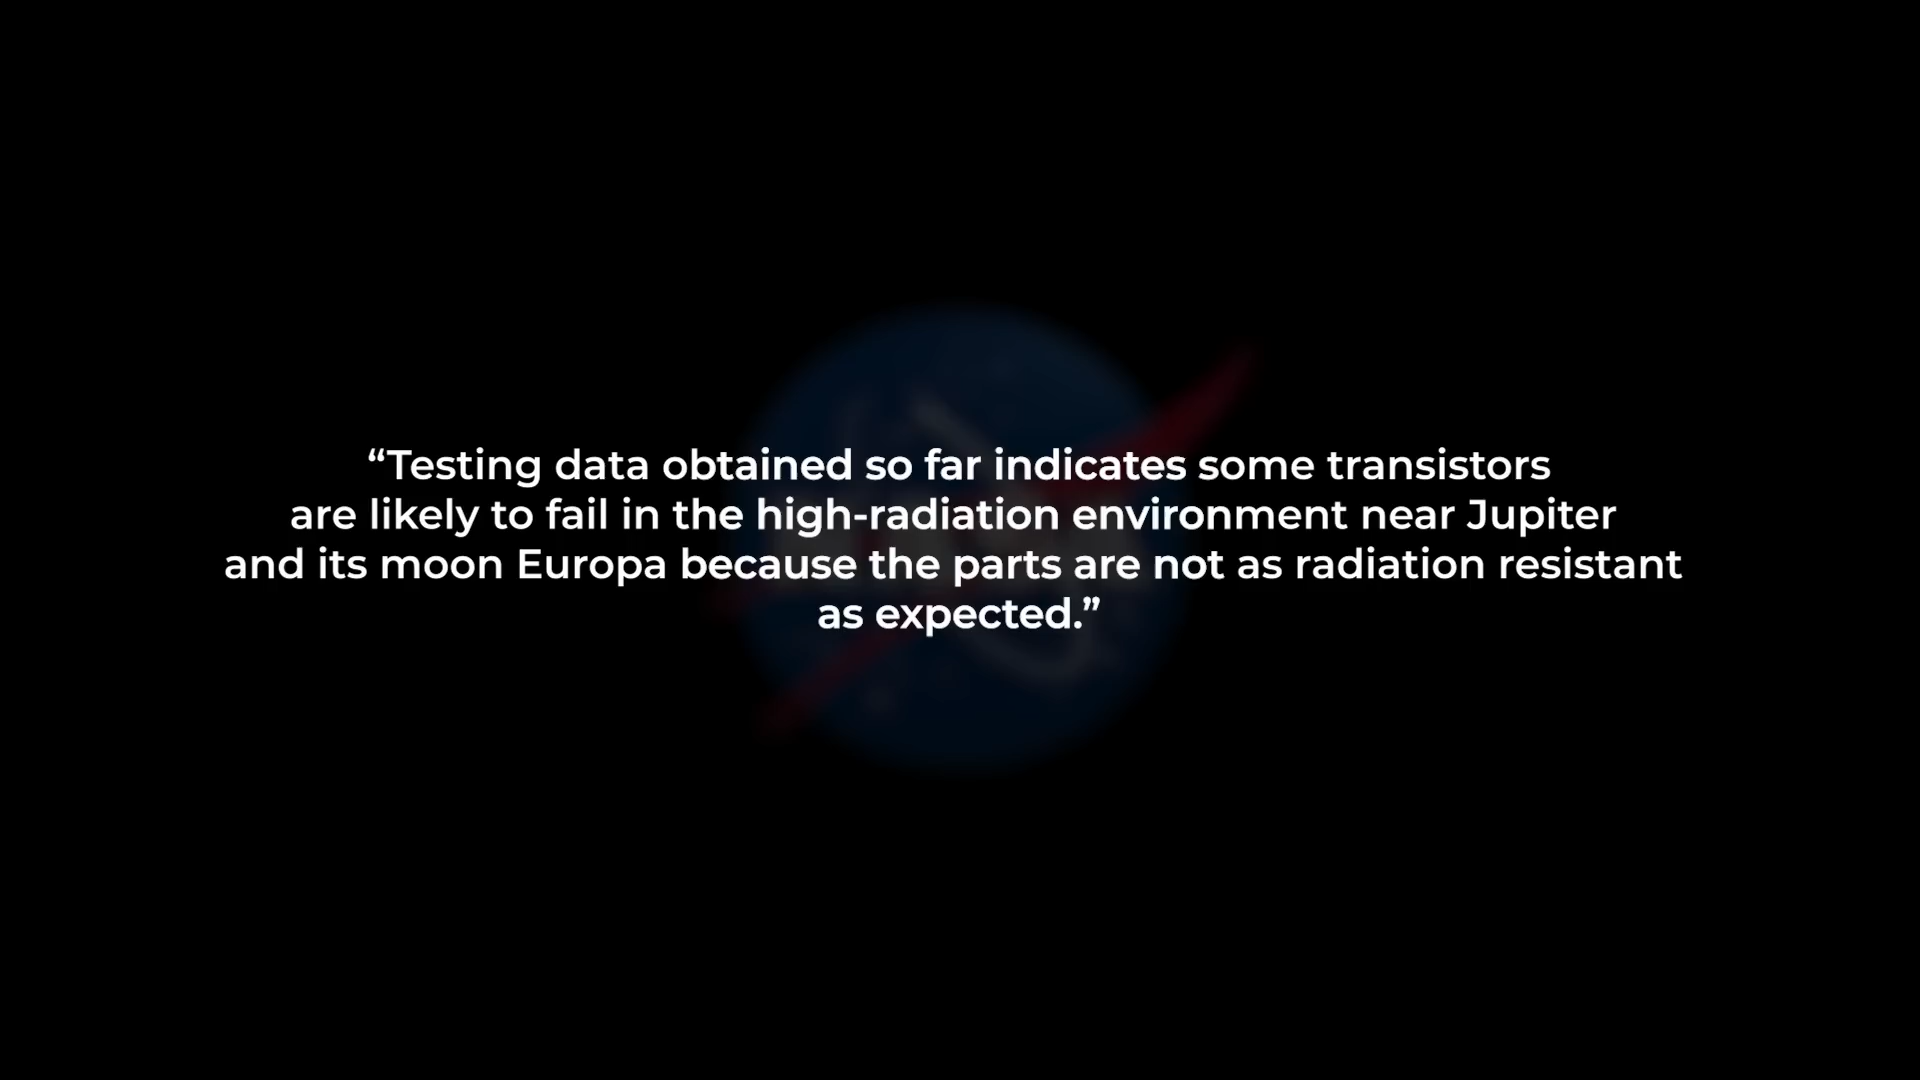 “Testing data obtained so far indicates some transistors
are likely to fail in the high-radiation environment near Jupiter
and its moon Europa because the parts are not as radiation resistant
as expected.”